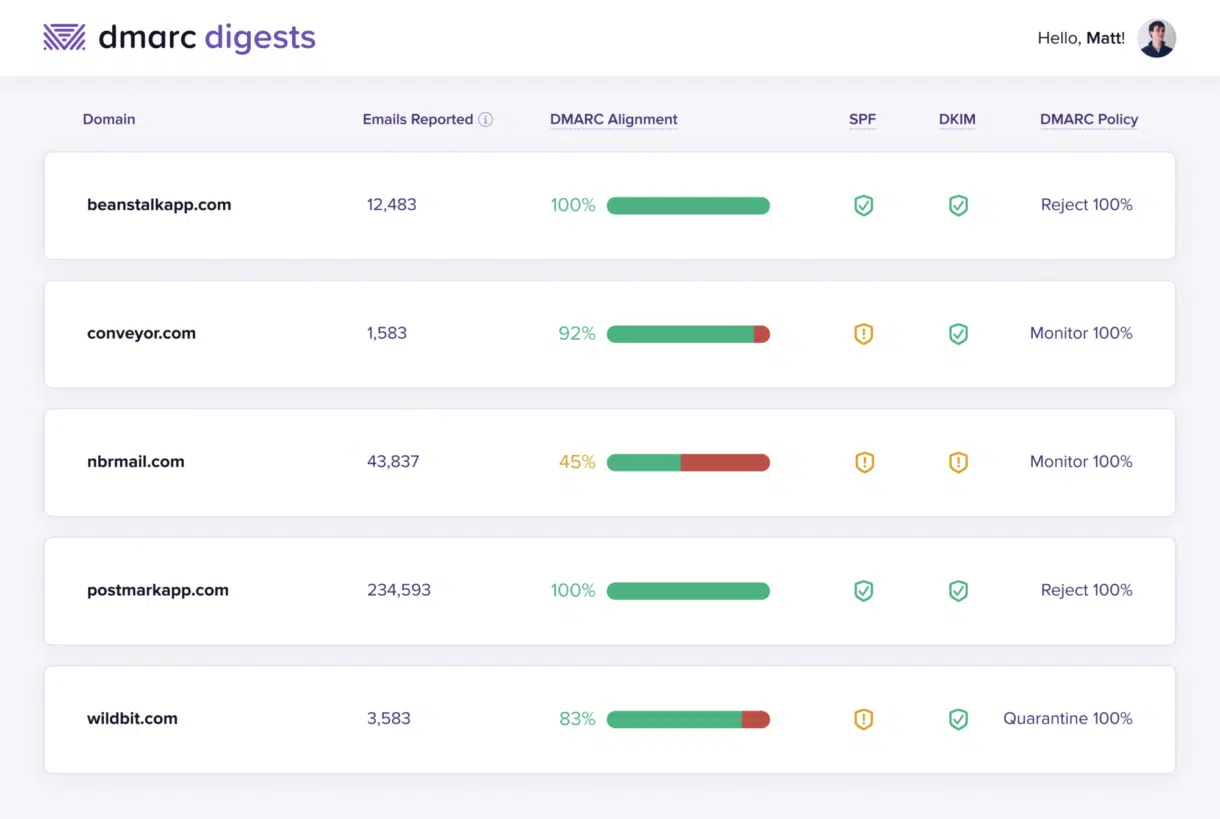 dmarc digests
Hello, Matt!
Domain Emails Reported DMARC Alignment SPF DKIM DMARC Policy
beanstalkapp.com 12,483 100% Reject 100%
conveyor.com 1,583 92% Monitor 100%
nbrmail.com 43,837 45% Monitor 100%
postmarkapp.com 234,593 100% Reject 100%
wildbit.com 3,583 83% Quarantine 100%